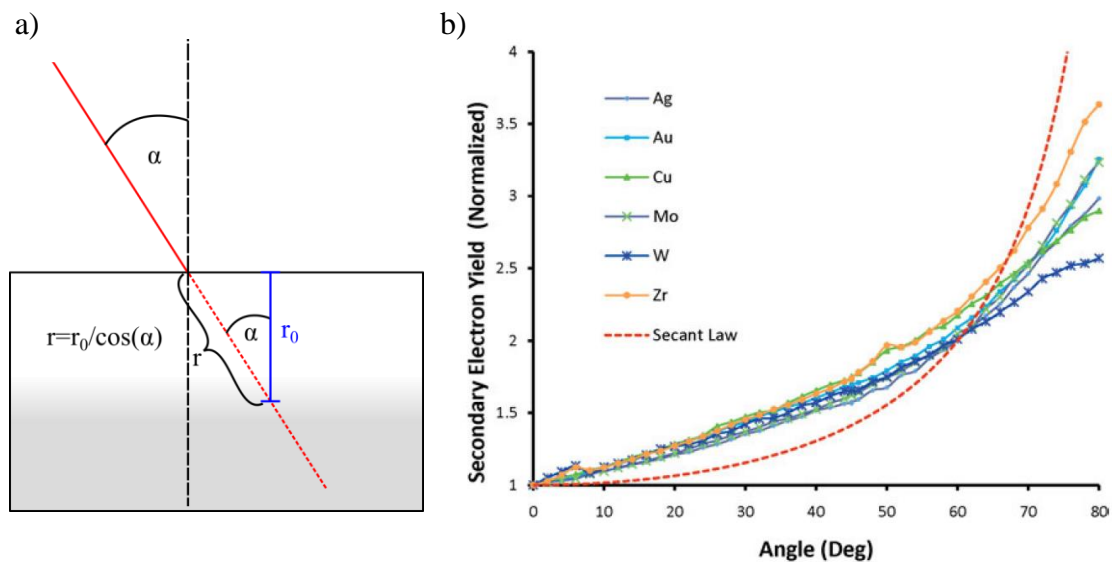 a)
α
α
r₀
r
r=r₀/cos(α)
b)
Secondary Electron Yield (Normalized)
4
3.5
3
2.5
2
1.5
1
Ag
Au
Cu
Mo
W
Zr
Secant Law
0 10 20 30 40 50 60 70 80
Angle (Deg)